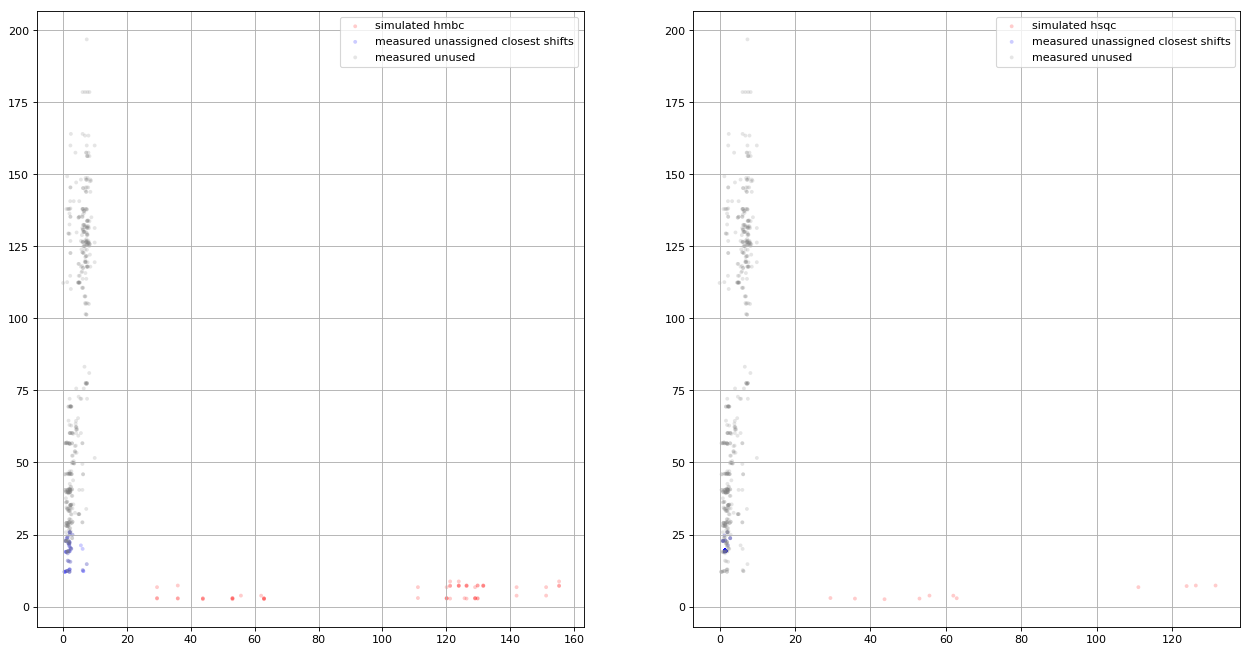 simulated hmbc
measured unassigned closest shifts
measured unused
200
175
150
125
100
75
50
25
0
0 20 40 60 80 100 120 140 160
simulated hsqc
measured unassigned closest shifts
measured unused
200
175
150
125
100
75
50
25
0
0 20 40 60 80 100 120